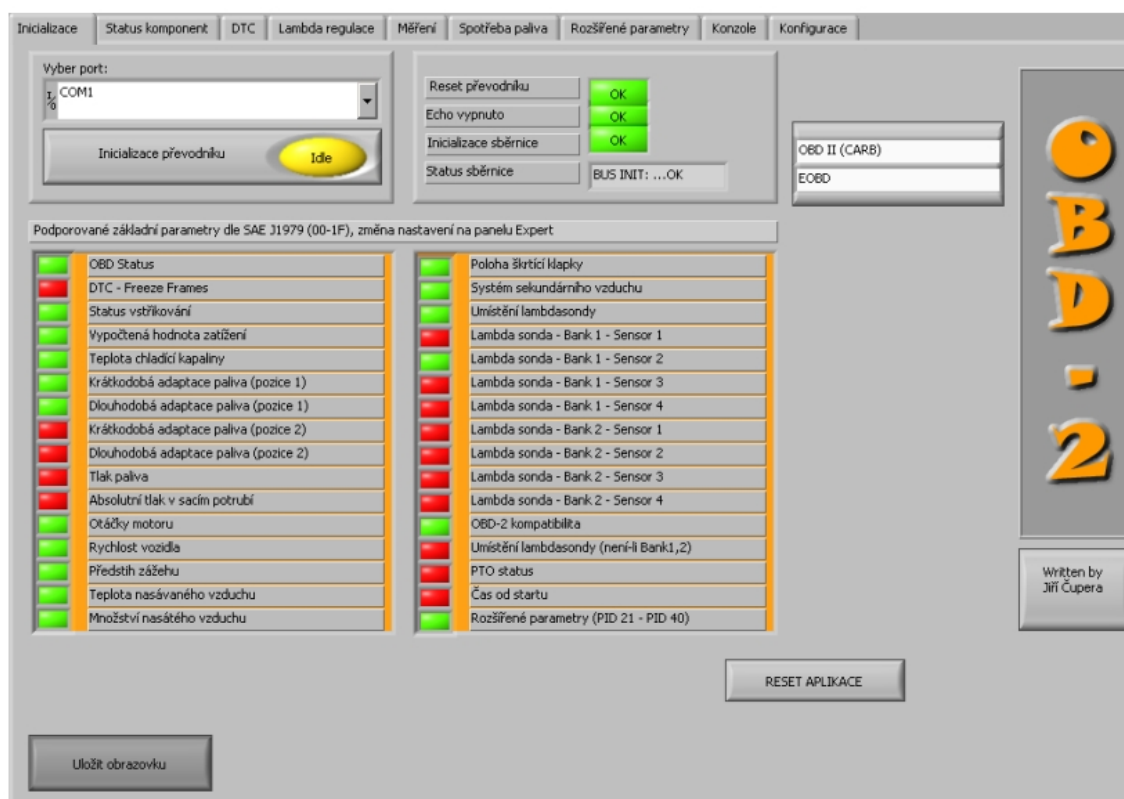 Inicializace Status komponent DTC Lambda regulace Měření Spotřeba paliva Rozšířené parametry Konzole Konfigurace
Vyber port:
I/O COM1
Inicializace převodníku Idle
Reset převodníku OK
Echo vypnuto OK
Inicializace sběrnice OK
Status sběrnice BUS INIT: ...OK
OBD II (CARB)
EOBD
Podporované základní parametry dle SAE J1979 (00-1F), změna nastavení na panelu Expert
OBD Status
DTC - Freeze Frames
Status vstřikování
Vypočtená hodnota zatížení
Teplota chladící kapaliny
Krátkodobá adaptace paliva (pozice 1)
Dlouhodobá adaptace paliva (pozice 1)
Krátkodobá adaptace paliva (pozice 2)
Dlouhodobá adaptace paliva (pozice 2)
Tlak paliva
Absolutní tlak v sacím potrubí
Otáčky motoru
Rychlost vozidla
Předstih zážehu
Teplota nasávaného vzduchu
Množství nasátého vzduchu
Poloha škrtící klapky
Systém sekundárního vzduchu
Umístění lambdasondy
Lambda sonda - Bank 1 - Sensor 1
Lambda sonda - Bank 1 - Sensor 2
Lambda sonda - Bank 1 - Sensor 3
Lambda sonda - Bank 1 - Sensor 4
Lambda sonda - Bank 2 - Sensor 1
Lambda sonda - Bank 2 - Sensor 2
Lambda sonda - Bank 2 - Sensor 3
Lambda sonda - Bank 2 - Sensor 4
OBD-2 kompatibilita
Umístění lambdasondy (není-li Bank1,2)
PTO status
Čas od startu
Rozšířené parametry (PID 21 - PID 40)
OBD-2
Written by
Jiří Čupera
RESET APLIKACE
Uložit obrazovku